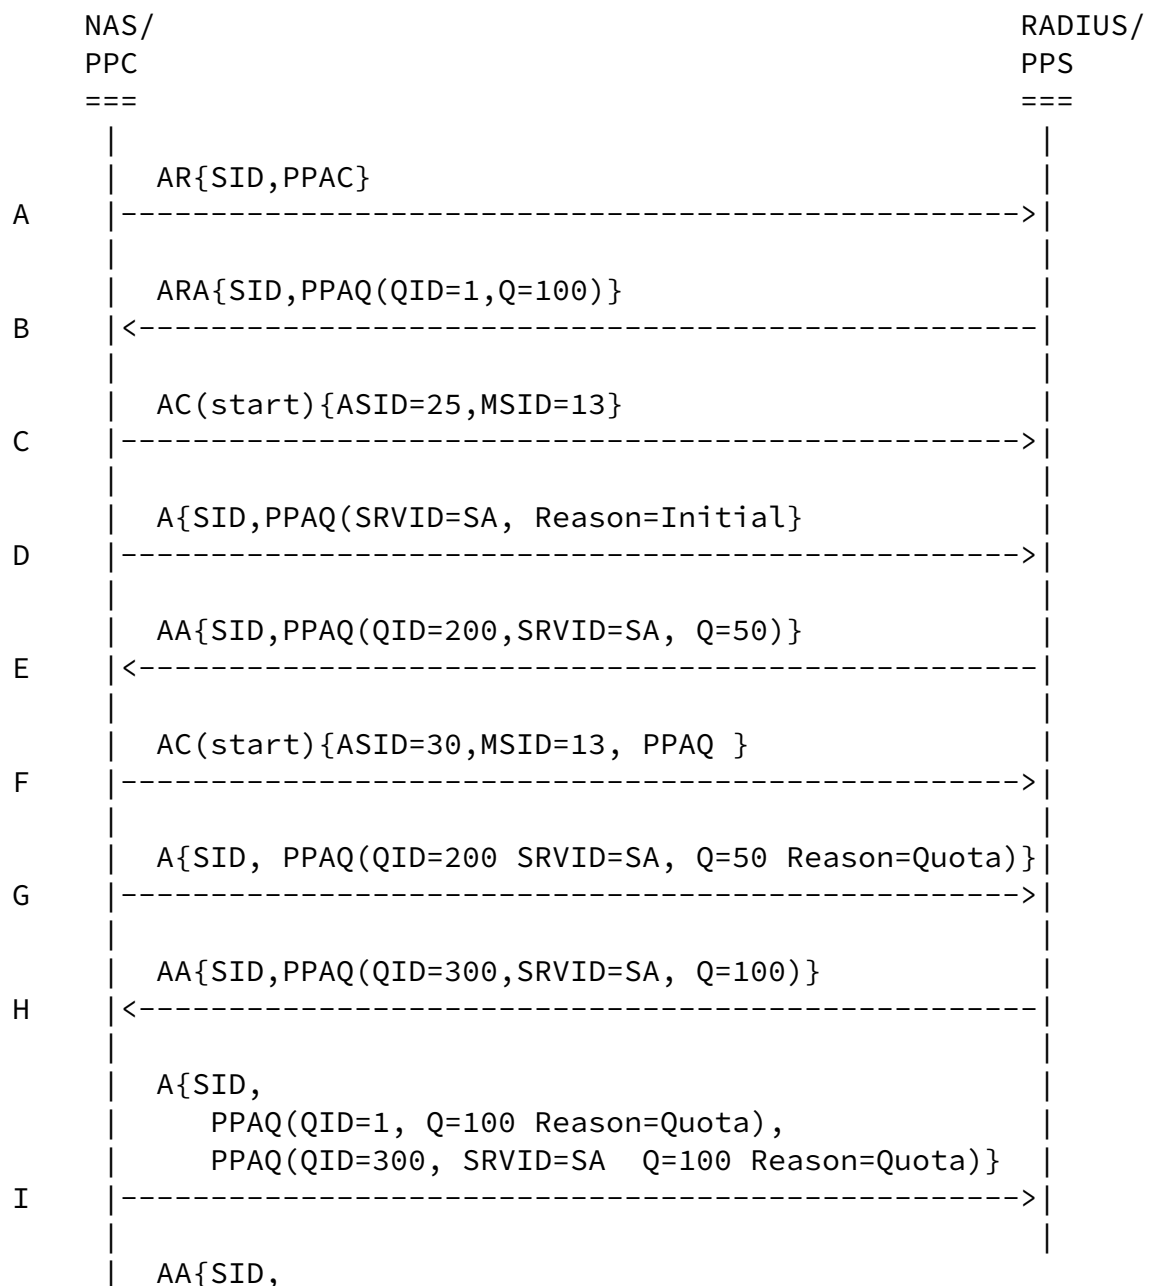 NAS/ RADIUS/
PPC PPS
=== ===
| |
| AR{SID,PPAC} |
A |-------------------------------------------------->|
| |
| ARA{SID,PPAQ(QID=1,Q=100)} |
B |<--------------------------------------------------|
| |
| AC(start){ASID=25,MSID=13} |
C |-------------------------------------------------->|
| |
| A{SID,PPAQ(SRVID=SA, Reason=Initial} |
D |-------------------------------------------------->|
| |
| AA{SID,PPAQ(QID=200,SRVID=SA, Q=50)} |
E |<--------------------------------------------------|
| |
| AC(start){ASID=30,MSID=13, PPAQ } |
F |-------------------------------------------------->|
| |
| A{SID, PPAQ(QID=200 SRVID=SA, Q=50 Reason=Quota)}|
G |-------------------------------------------------->|
| |
| AA{SID,PPAQ(QID=300,SRVID=SA, Q=100)} |
H |<--------------------------------------------------|
| |
| A{SID, |
| PPAQ(QID=1, Q=100 Reason=Quota), |
| PPAQ(QID=300, SRVID=SA  Q=100 Reason=Quota)} |
I |-------------------------------------------------->|
| |
| AA{SID,